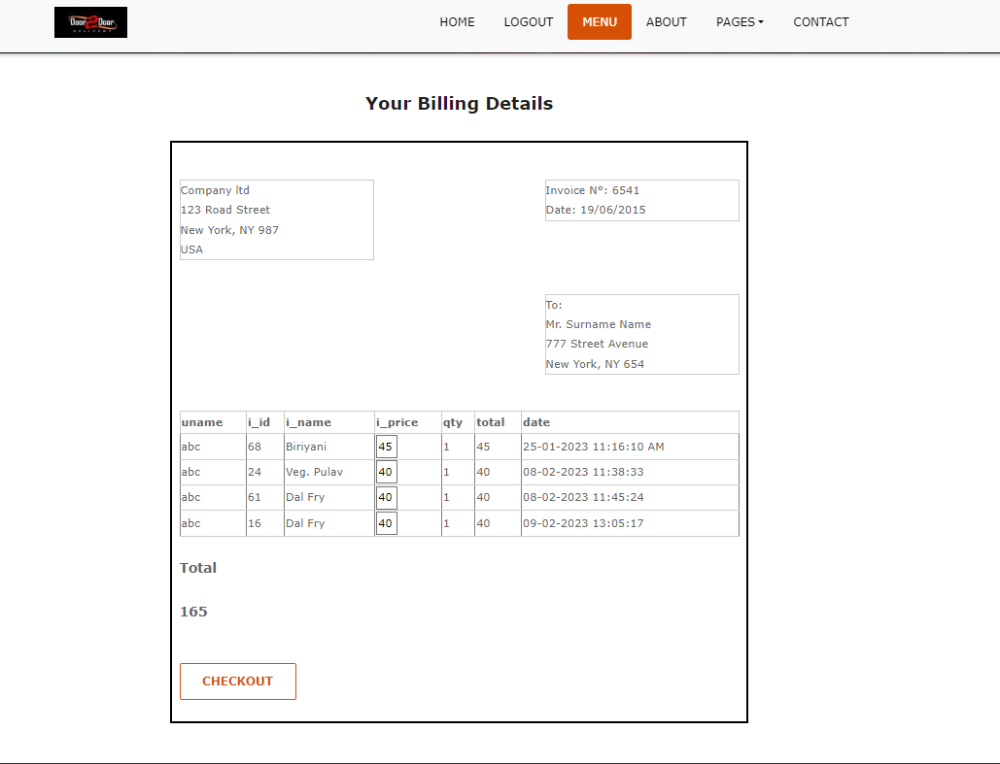 Door 2 Door
DELIVERY
HOME LOGOUT MENU ABOUT PAGES CONTACT
Your Billing Details
Company ltd
123 Road Street
New York, NY 987
USA
Invoice N°: 6541
Date: 19/06/2015
To:
Mr. Surname Name
777 Street Avenue
New York, NY 654
uname i_id i_name i_price qty total date
abc 68 Biriyani 45 1 45 25-01-2023 11:16:10 AM
abc 24 Veg. Pulav 40 1 40 08-02-2023 11:38:33
abc 61 Dal Fry 40 1 40 08-02-2023 11:45:24
abc 16 Dal Fry 40 1 40 09-02-2023 13:05:17
Total
165
CHECKOUT